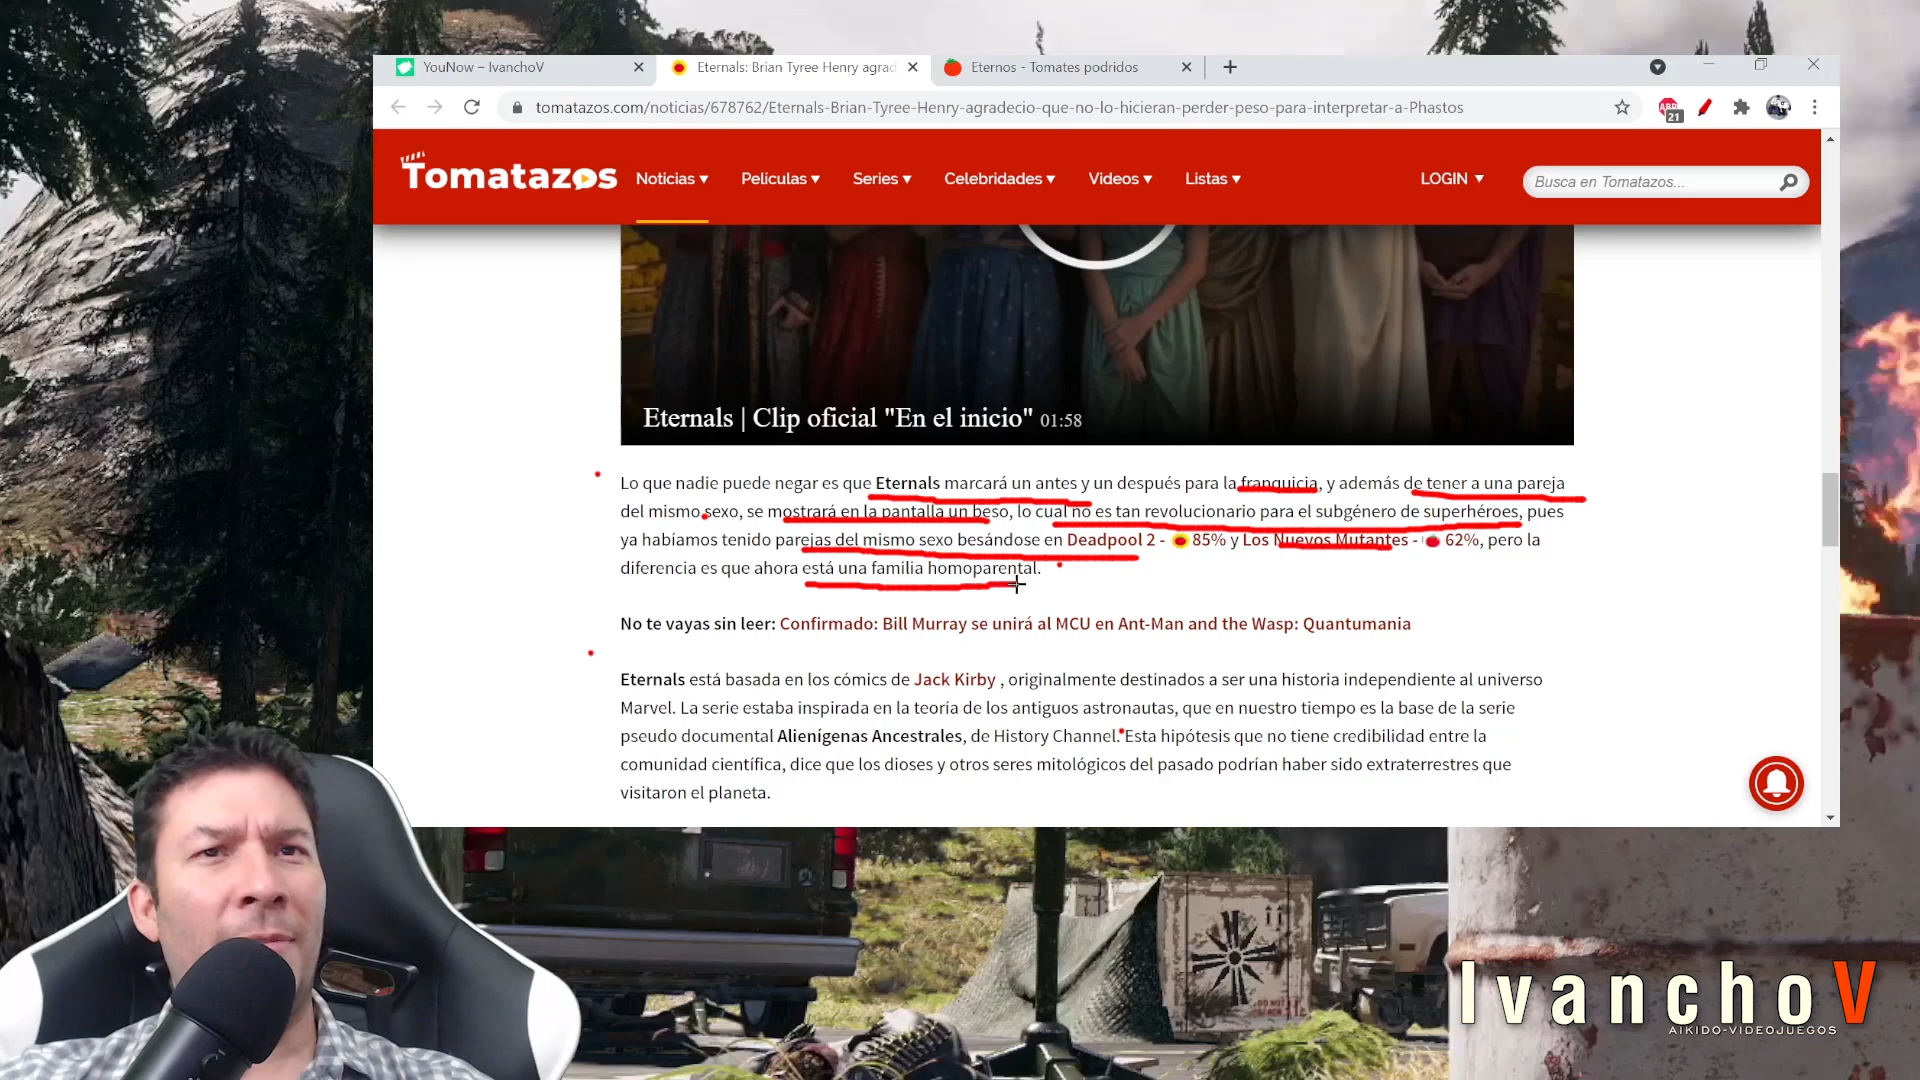 YouNow – IvanchoV
Eternals: Brian Tyree Henry agrad
Eternos - Tomates podridos
tomatazos.com/noticias/678762/Eternals-Brian-Tyree-Henry-agradecio-que-no-lo-hicieran-perder-peso-para-interpretar-a-Phastos
ABP
21
Tomatazos
Noticias ▾
Películas ▾
Series ▾
Celebridades ▾
Videos ▾
Listas ▾
LOGIN ▾
Busca en Tomatazos...
Eternals | Clip oficial "En el inicio" 01:58
Lo que nadie puede negar es que Eternals marcará un antes y un después para la franquicia, y además de tener a una pareja
del mismo sexo, se mostrará en la pantalla un beso, lo cual no es tan revolucionario para el subgénero de superhéroes, pues
ya habíamos tenido parejas del mismo sexo besándose en Deadpool 2 - 85% y Los Nuevos Mutantes - 62%, pero la
diferencia es que ahora está una familia homoparental.
No te vayas sin leer: Confirmado: Bill Murray se unirá al MCU en Ant-Man and the Wasp: Quantumania
Eternals está basada en los cómics de Jack Kirby , originalmente destinados a ser una historia independiente al universo
Marvel. La serie estaba inspirada en la teoría de los antiguos astronautas, que en nuestro tiempo es la base de la serie
pseudo documental Alienígenas Ancestrales, de History Channel. Esta hipótesis que no tiene credibilidad entre la
comunidad científica, dice que los dioses y otros seres mitológicos del pasado podrían haber sido extraterrestres que
visitaron el planeta.
IvanchoV
AIKIDO-VIDEOJUEGOS